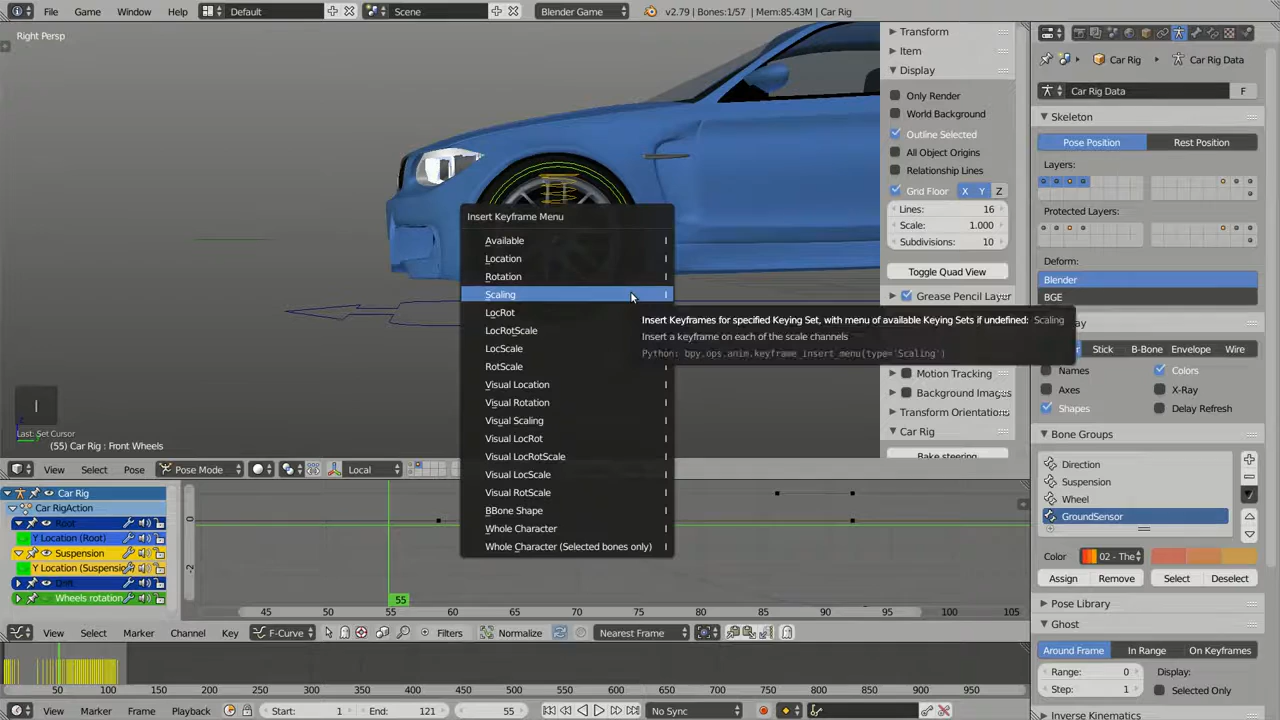 File Game Window Help Default Scene Blender Game v2.79 | Bones:1/57 | Mem:85.43M | Car Rig
Right Persp
Transform
Item
Display
Only Render
World Background
Outline Selected
All Object Origins
Relationship Lines
Grid Floor X Y Z
Lines: 16
Scale: 1.000
Subdivisions: 10
Toggle Quad View
Grease Pencil Layer
Motion Tracking
Background Images
Transform Orientations
Car Rig
Bake steering
Car Rig Car Rig Data
Car Rig Data F
Skeleton
Pose Position Rest Position
Layers:
Protected Layers:
Deform:
Blender
BGE
Stick B-Bone Envelope Wire
Names Colors
Axes X-Ray
Shapes Delay Refresh
Bone Groups
Direction
Suspension
Wheel
GroundSensor
Color 02 - The
Assign Remove Select Deselect
Pose Library
Ghost
Around Frame In Range On Keyframes
Range: 0 Display:
Step: 1 Selected Only
Inverse Kinematics
Insert Keyframe Menu
Available I
Location I
Rotation I
Scaling I
LocRot I
LocRotScale I
LocScale I
RotScale I
Visual Location I
Visual Rotation I
Visual Scaling I
Visual LocRot I
Visual LocRotScale I
Visual LocScale I
Visual RotScale I
BBone Shape I
Whole Character I
Whole Character (Selected bones only) I
Insert Keyframes for specified Keying Set, with menu of available Keying Sets if undefined: Scaling
Insert a keyframe on each of the scale channels
Python: bpy.ops.anim.keyframe_insert_menu(type='Scaling')
I
Last: Set Cursor
(55) Car Rig : Front Wheels
View Select Pose Pose Mode Local
Car Rig
Car RigAction
Root
Y Location (Root)
Suspension
Y Location (Suspensio
Drift
Wheels rotation
0
-2
45 50 55 60 65 70 75 80 85 90 95 100 105
55
View Select Marker Channel Key F-Curve Filters Normalize Nearest Frame
50 100 150 200 250 300 350 400 450 500 550 600 650 700 750 800 850 900 950
View Marker Frame Playback Start: 1 End: 121 55 No Sync